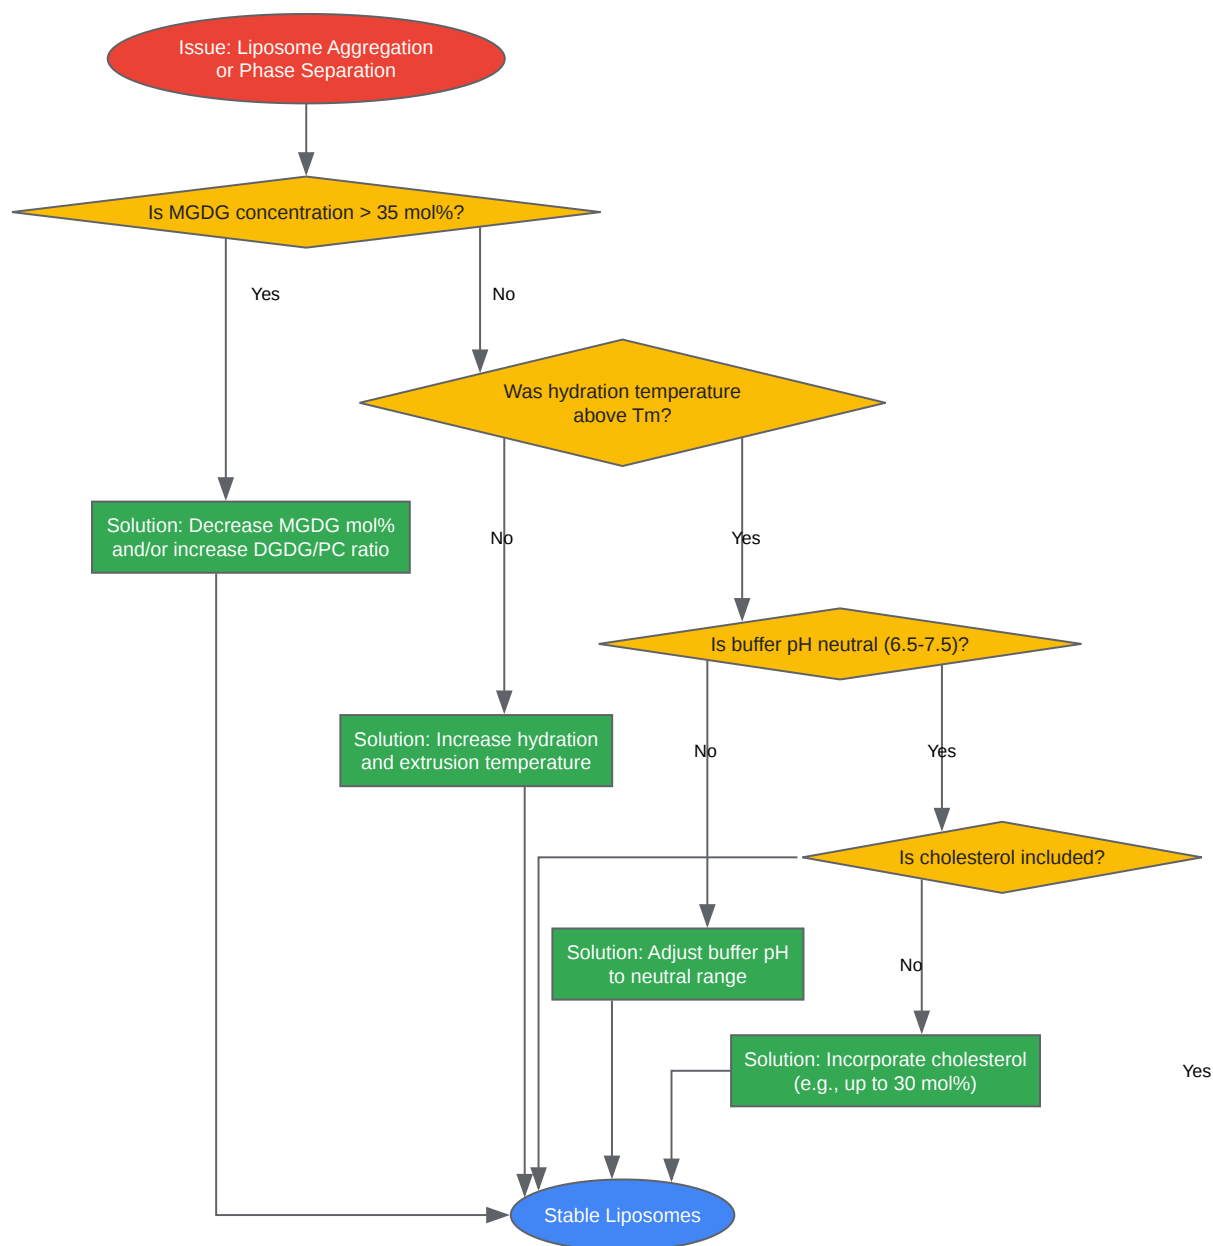 Issue: Liposome Aggregation
or Phase Separation
Is MGDG concentration > 35 mol%?
Yes
No
Was hydration temperature
above Tm?
Solution: Decrease MGDG mol%
and/or increase DGDG/PC ratio
No
Yes
Is buffer pH neutral (6.5-7.5)?
Solution: Increase hydration
and extrusion temperature
No
Yes
Is cholesterol included?
Solution: Adjust buffer pH
to neutral range
No
Solution: Incorporate cholesterol
(e.g., up to 30 mol%)
Yes
Stable Liposomes